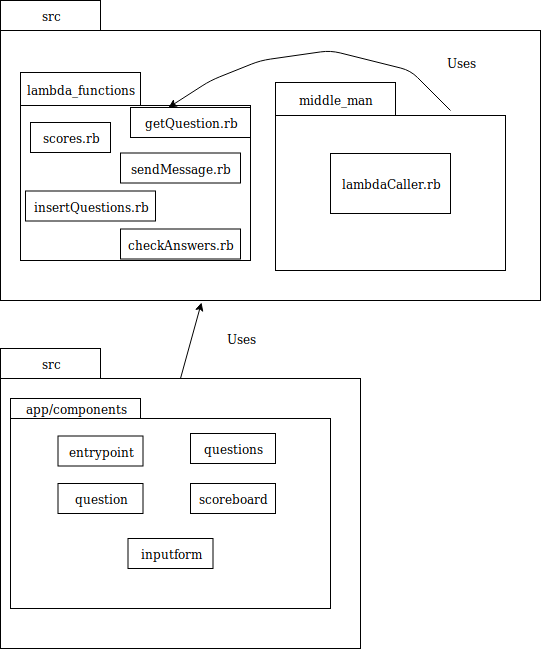 src
Uses
lambda_functions
middle_man
getQuestion.rb
scores.rb
sendMessage.rb
lambdaCaller.rb
insertQuestions.rb
checkAnswers.rb
Uses
src
app/components
entrypoint
questions
question
scoreboard
inputform